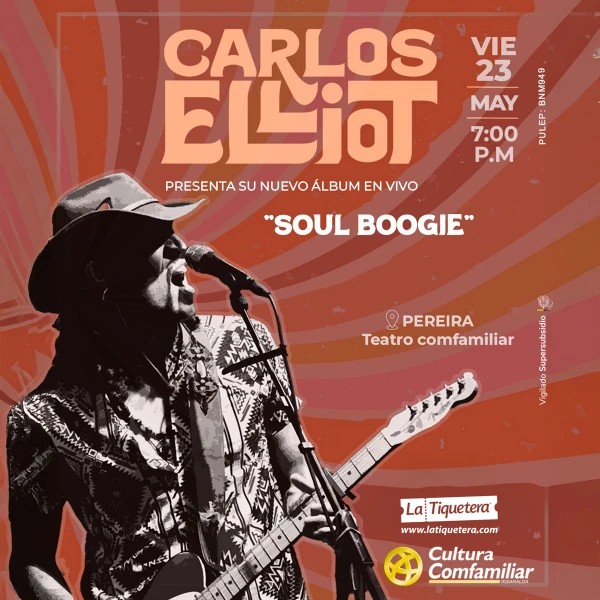 CARLOS
ELLIOT
PRESENTA SU NUEVO ÁLBUM EN VIVO
"SOUL BOOGIE"
VIE
23
MAY
7:00
P.M
PULEP: BNM949
PEREIRA
Teatro comfamiliar
Vigilado Supersubsidio
La Tiquetera
www.latiquetera.com
Cultura
Comfamiliar
RISARALDA